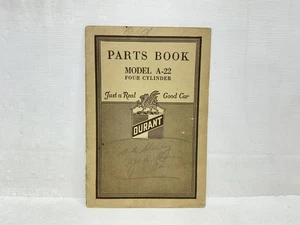 PARTS BOOK
MODEL A-22
FOUR CYLINDER
Just a Real Good Car
DURANT